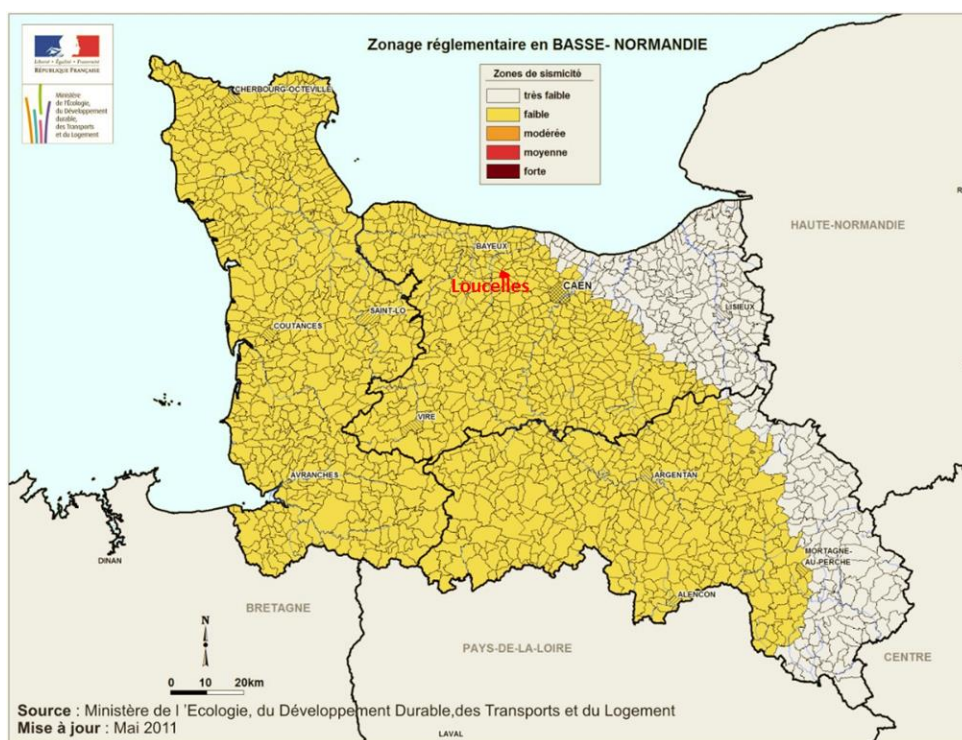 Liberté • Égalité • Fraternité
RÉPUBLIQUE FRANÇAISE
Ministère
de l'Écologie,
du Développement
durable,
des Transports
et du Logement
Zonage réglementaire en BASSE- NORMANDIE
Zones de sismicité
très faible
faible
modérée
moyenne
forte
CHERBOURG-OCTEVILLE
HAUTE-NORMANDIE
BAYEUX
Loucelles
CAEN
LISIEUX
SAINT-LO
COUTANCES
VIRE
AVRANCHES
ARGENTAN
DINAN
MORTAGNE-
AU-PERCHE
ALENCON
BRETAGNE
PAYS-DE-LA-LOIRE
CENTRE
N
0 10 20km
Source : Ministère de l 'Ecologie, du Développement Durable,des Transports et du Logement
Mise à jour : Mai 2011
LAVAL